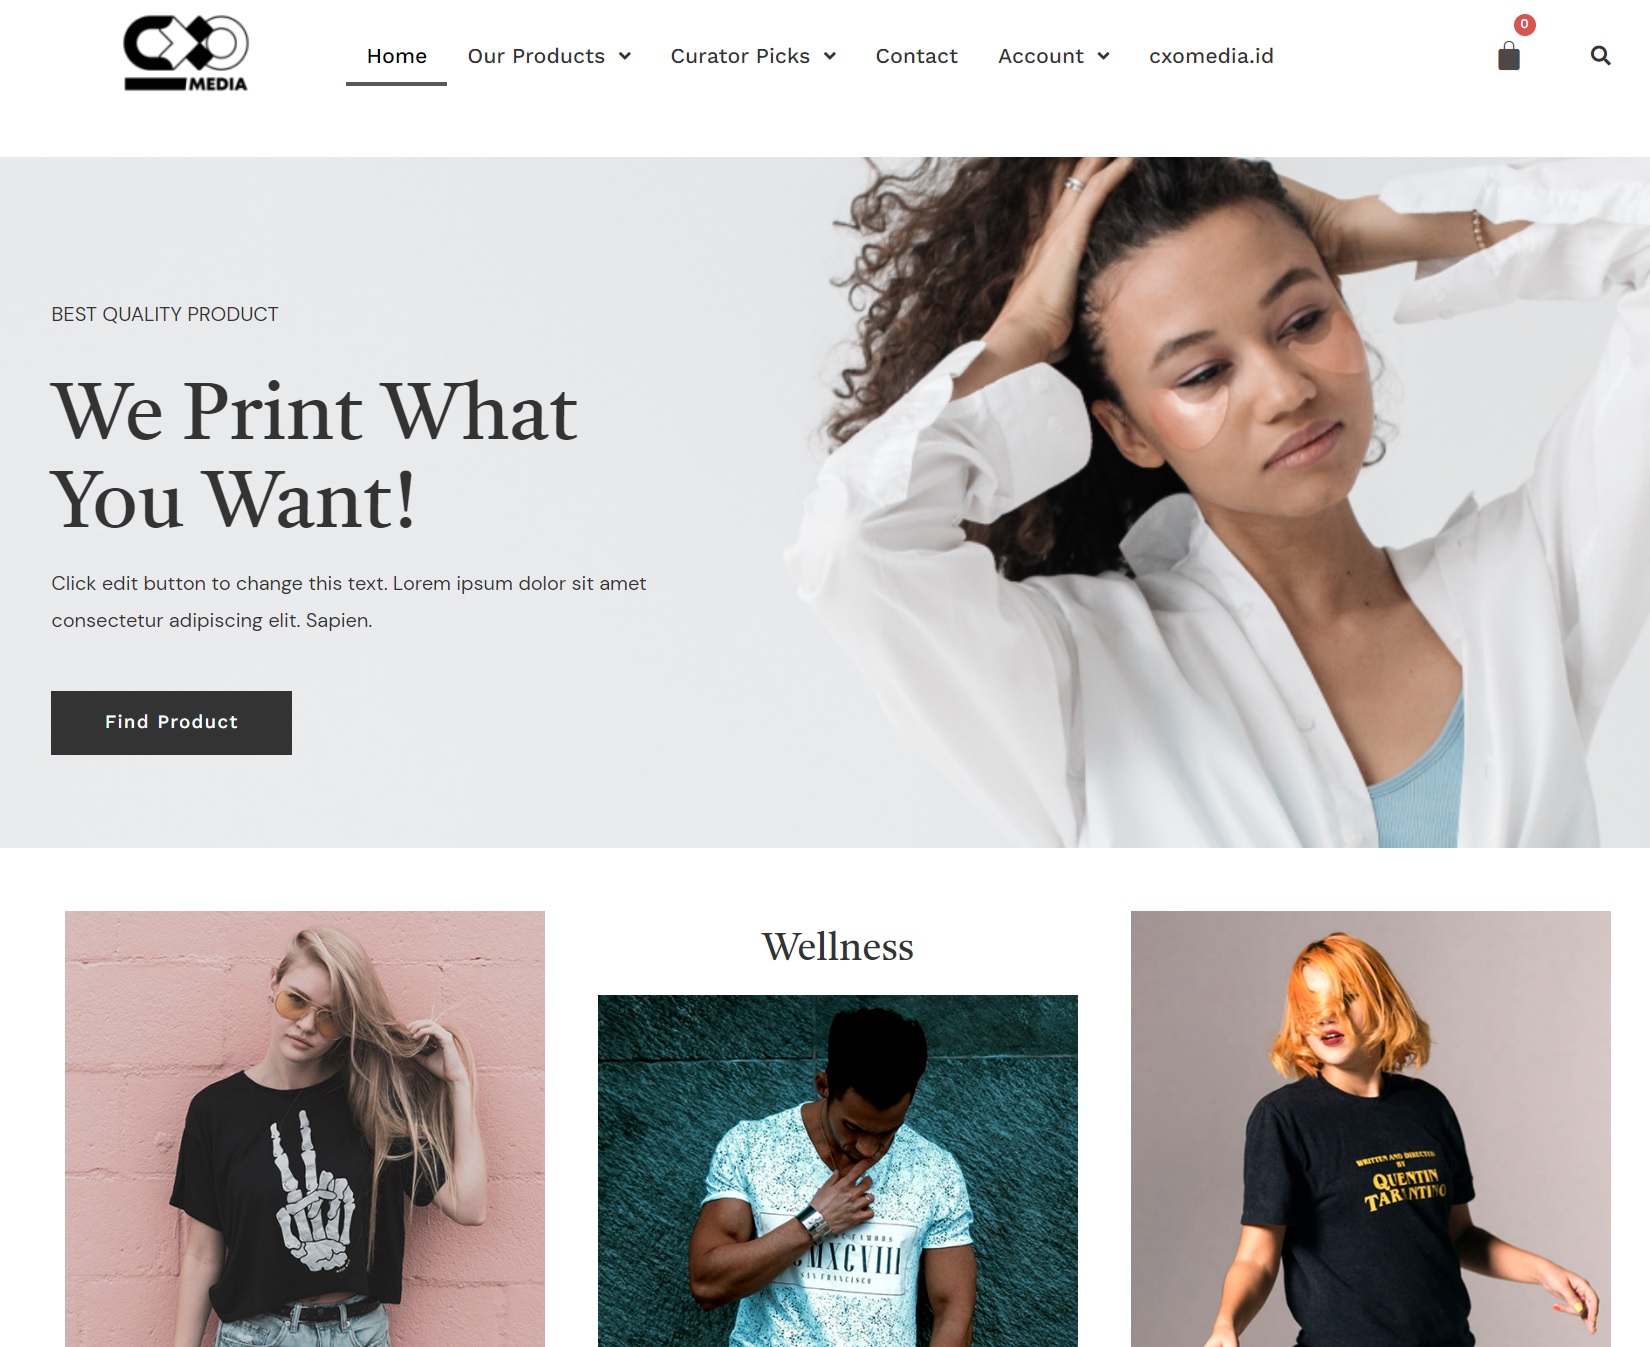 CXO
MEDIA
Home
Our Products
Curator Picks
Contact
Account
cxomedia.id
0
BEST QUALITY PRODUCT
We Print What
You Want!
Click edit button to change this text. Lorem ipsum dolor sit amet
consectetur adipiscing elit. Sapien.
Find Product
Wellness
FAMOUS
MXCVIII
SAN FRANCISCO
WRITTEN AND DIRECTED
BY
QUENTIN
TARANTINO